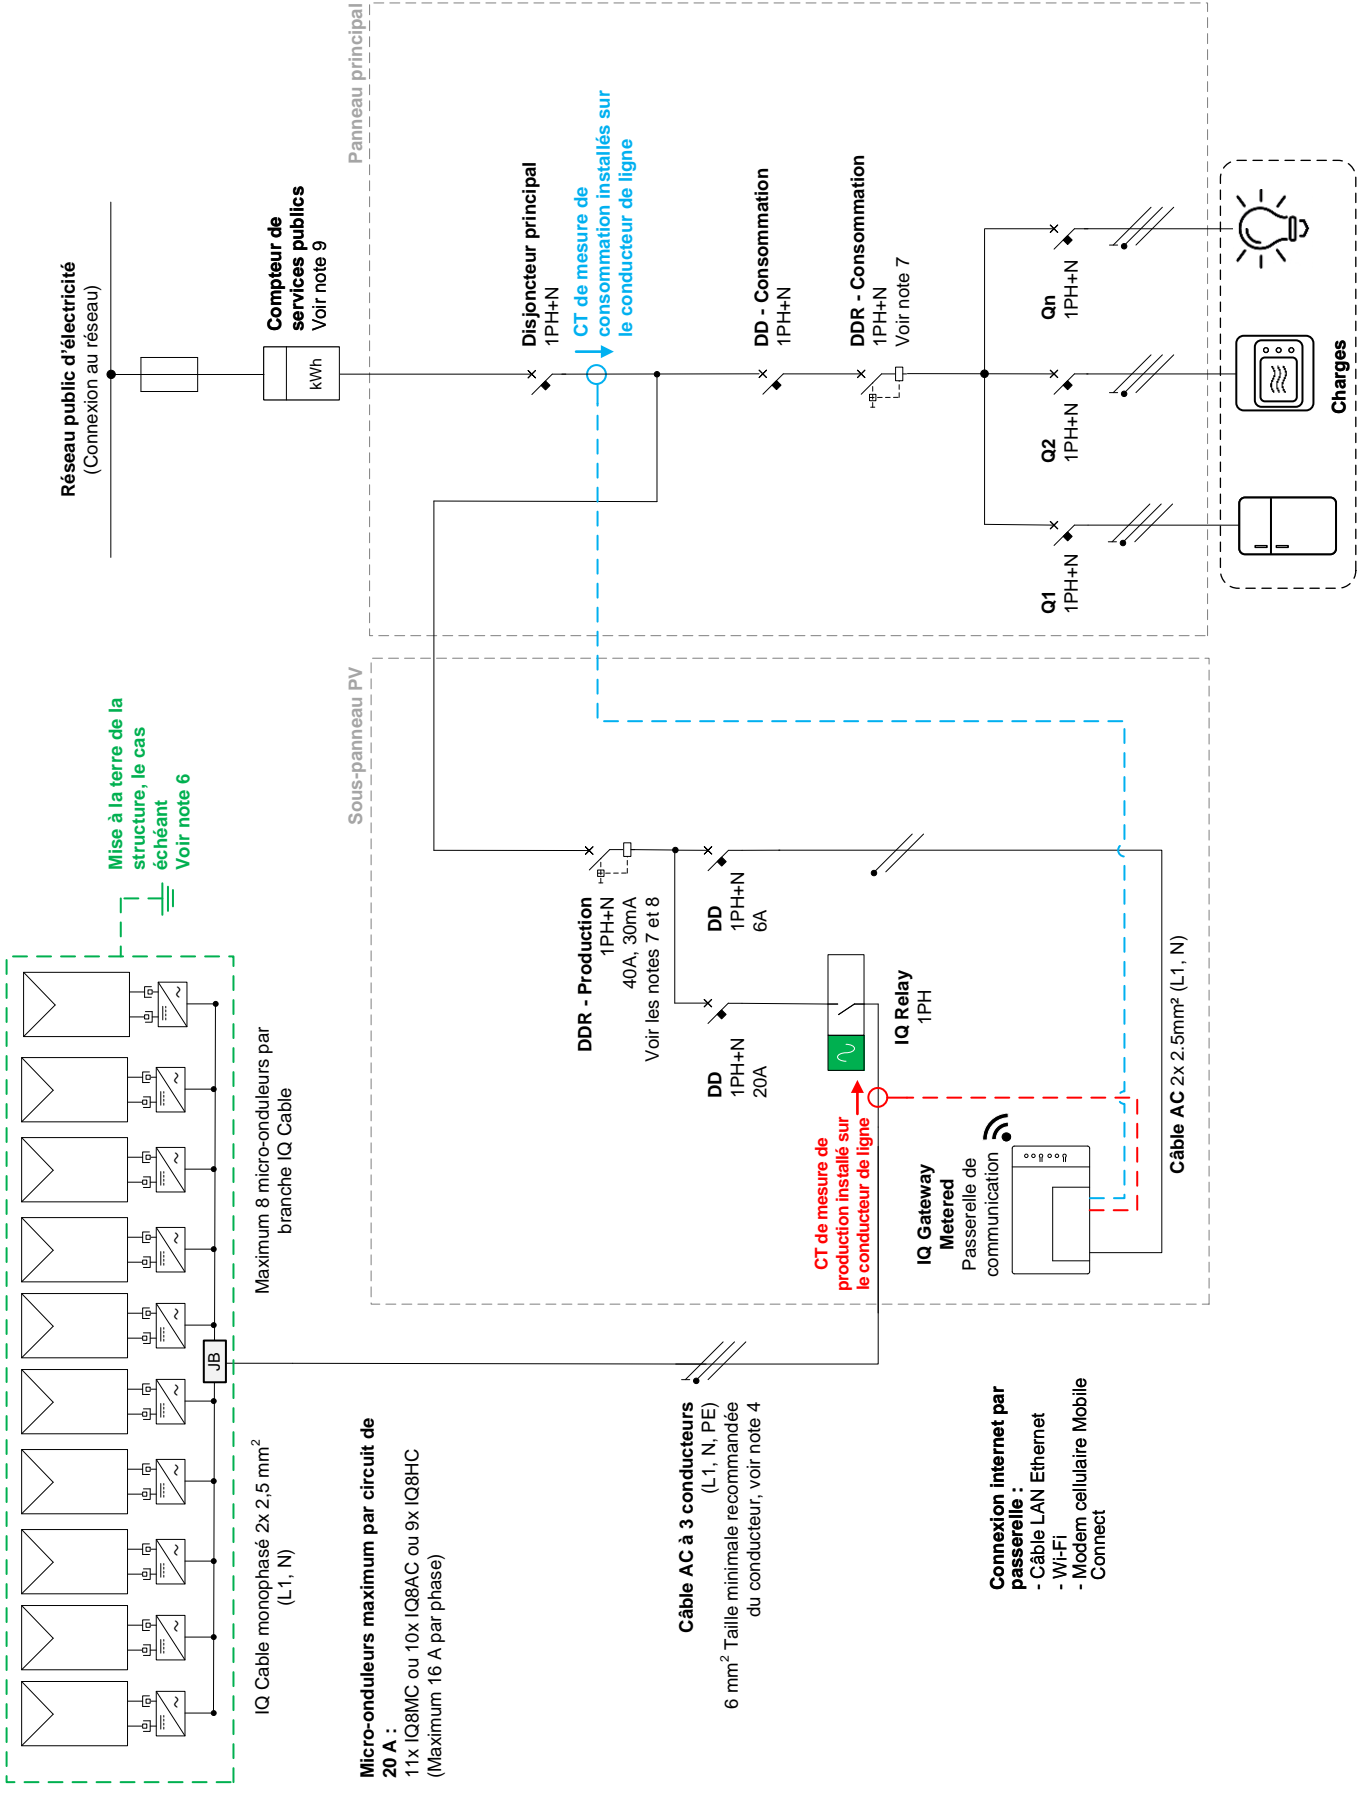 Mise à la terre de la
structure, le cas
échéant
Voir note 6
Réseau public d'électricité
(Connexion au réseau)
Compteur de
services publics
Voir note 9
kWh
IQ Cable monophasé 2x 2,5 mm²
(L1, N)
JB
Maximum 8 micro-onduleurs par
branche IQ Cable
Micro-onduleurs maximum par circuit de
20 A :
11x IQ8MC ou 10x IQ8AC ou 9x IQ8HC
(Maximum 16 A par phase)
Sous-panneau PV
Panneau principal
Disjoncteur principal
1PH+N
CT de mesure de
consommation installés sur
le conducteur de ligne
DDR - Production
1PH+N
40A, 30mA
Voir les notes 7 et 8
DD
1PH+N
20A
DD
1PH+N
6A
DD - Consommation
1PH+N
DDR - Consommation
1PH+N
Voir note 7
Câble AC à 3 conducteurs
(L1, N, PE)
6 mm² Taille minimale recommandée
du conducteur, voir note 4
CT de mesure de
production installé sur
le conducteur de ligne
IQ Relay
1PH
IQ Gateway
Metered
Passerelle de
communication
Connexion internet par
passerelle :
- Câble LAN Ethernet
- Wi-Fi
- Modem cellulaire Mobile
Connect
Câble AC 2x 2.5mm² (L1, N)
Q1
1PH+N
Q2
1PH+N
Qn
1PH+N
Charges